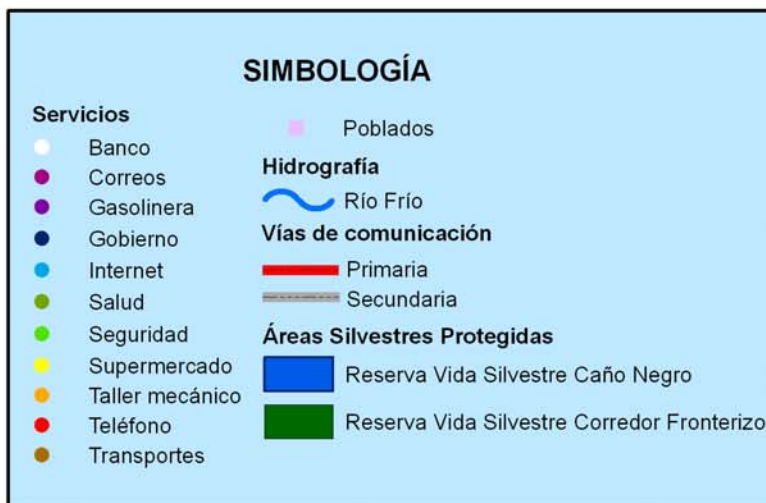 SIMBOLOGÍA
Servicios
Banco
Correos
Gasolinera
Gobierno
Internet
Salud
Seguridad
Supermercado
Taller mecánico
Teléfono
Transportes
Poblados
Hidrografía
Río Frío
Vías de comunicación
Primaria
Secundaria
Áreas Silvestres Protegidas
Reserva Vida Silvestre Caño Negro
Reserva Vida Silvestre Corredor Fronterizo